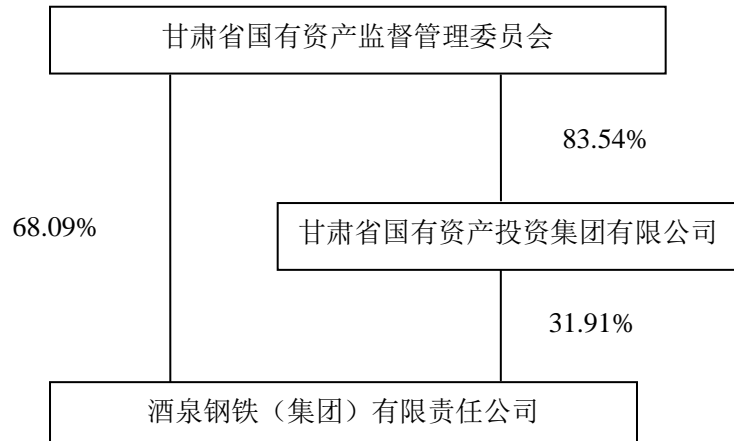 甘肃省国有资产监督管理委员会
83.54%
68.09%
甘肃省国有资产投资集团有限公司
31.91%
酒泉钢铁（集团）有限责任公司